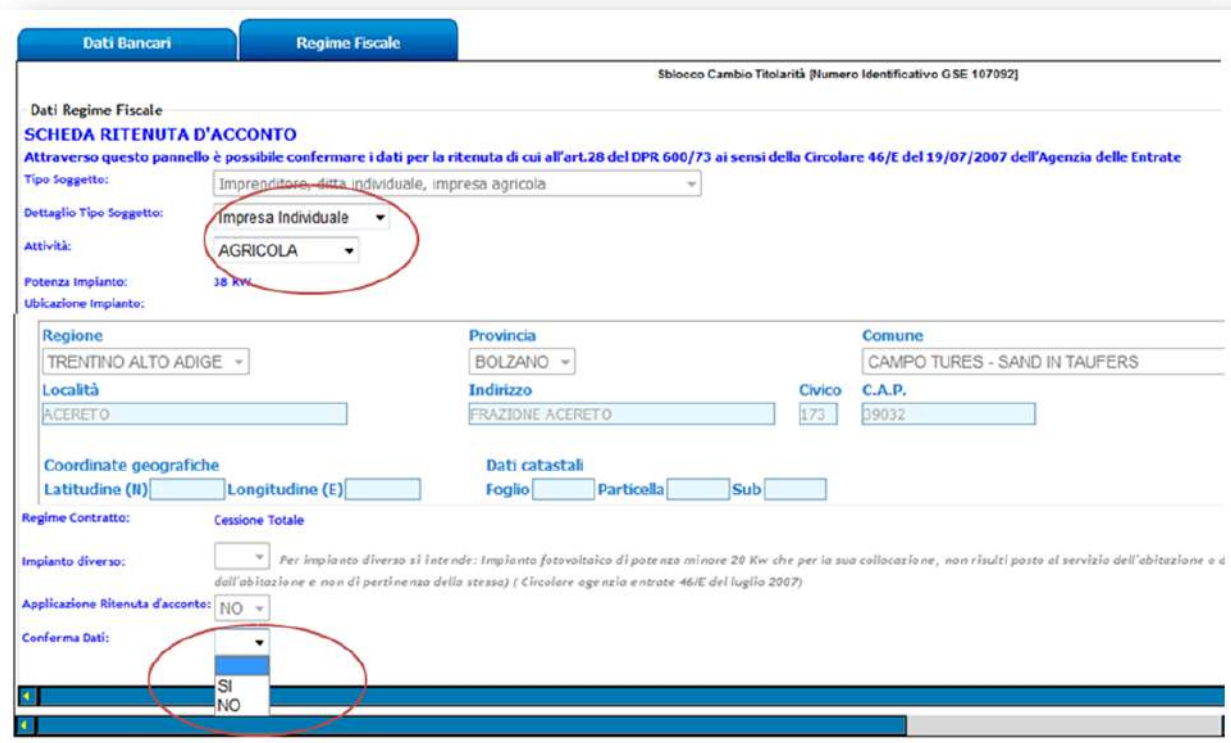 Dati Bancari
Regime Fiscale
Sblocco Cambio Titolarità [Numero Identificativo GSE 107092]
Dati Regime Fiscale
SCHEDA RITENUTA D'ACCONTO
Attraverso questo pannello è possibile confermare i dati per la ritenuta di cui all'art.28 del DPR 600/73 ai sensi della Circolare 46/E del 19/07/2007 dell'Agenzia delle Entrate
Tipo Soggetto: Imprenditore, ditta individuale, impresa agricola
Dettaglio Tipo Soggetto: Impresa Individuale
Attività: AGRICOLA
Potenza Impianto: 38 kW
Ubicazione Impianto:
Regione Provincia Comune
TRENTINO ALTO ADIGE BOLZANO CAMPO TURES - SAND IN TAUFERS
Località Indirizzo Civico C.A.P.
ACERETO FRAZIONE ACERETO 173 39032
Coordinate geografiche Dati catastali
Latitudine (N) Longitudine (E) Foglio Particella Sub
Regime Contratto: Cessione Totale
Impianto diverso: Per impianto diverso si intende: Impianto fotovoltaico di potenza minore 20 Kw che per la sua collocazione, non risulti posto al servizio dell'abitazione o d
dall'abitazione e non di pertinenza della stessa) ( Circolare agenzia entrate 46/E del luglio 2007)
Applicazione Ritenuta d'acconto: NO
Conferma Dati:
SI
NO